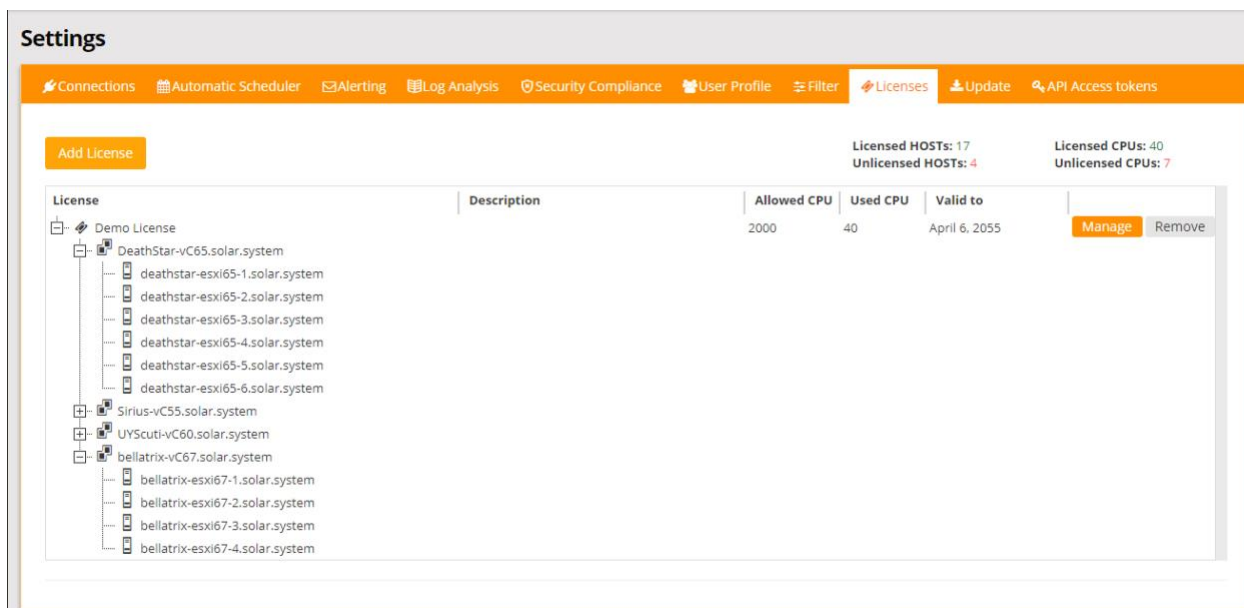 Settings
Connections Automatic Scheduler Alerting Log Analysis Security Compliance User Profile Filter Licenses Update API Access tokens
Add License
Licensed HOSTs: 17 Licensed CPUs: 40
Unlicensed HOSTs: 4 Unlicensed CPUs: 7
License Description Allowed CPU Used CPU Valid to
Demo License 2000 40 April 6, 2055 Manage Remove
DeathStar-vC65.solar.system
deathstar-esxi65-1.solar.system
deathstar-esxi65-2.solar.system
deathstar-esxi65-3.solar.system
deathstar-esxi65-4.solar.system
deathstar-esxi65-5.solar.system
deathstar-esxi65-6.solar.system
Sirius-vC55.solar.system
UYScuti-vC60.solar.system
bellatrix-vC67.solar.system
bellatrix-esxi67-1.solar.system
bellatrix-esxi67-2.solar.system
bellatrix-esxi67-3.solar.system
bellatrix-esxi67-4.solar.system